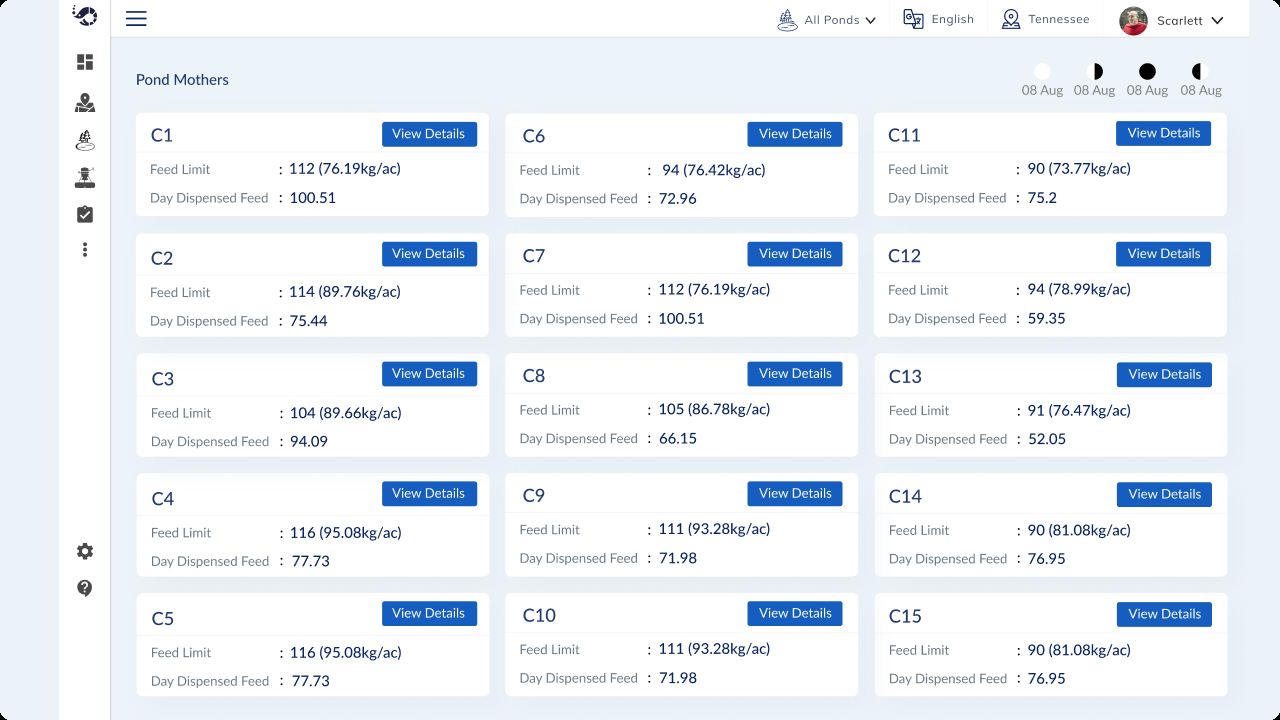 All Ponds
English
Tennessee
Scarlett
Pond Mothers
08 Aug 08 Aug 08 Aug 08 Aug
C1 View Details
Feed Limit : 112 (76.19kg/ac)
Day Dispensed Feed : 100.51
C6 View Details
Feed Limit : 94 (76.42kg/ac)
Day Dispensed Feed : 72.96
C11 View Details
Feed Limit : 90 (73.77kg/ac)
Day Dispensed Feed : 75.2
C2 View Details
Feed Limit : 114 (89.76kg/ac)
Day Dispensed Feed : 75.44
C7 View Details
Feed Limit : 112 (76.19kg/ac)
Day Dispensed Feed : 100.51
C12 View Details
Feed Limit : 94 (78.99kg/ac)
Day Dispensed Feed : 59.35
C3 View Details
Feed Limit : 104 (89.66kg/ac)
Day Dispensed Feed : 94.09
C8 View Details
Feed Limit : 105 (86.78kg/ac)
Day Dispensed Feed : 66.15
C13 View Details
Feed Limit : 91 (76.47kg/ac)
Day Dispensed Feed : 52.05
C4 View Details
Feed Limit : 116 (95.08kg/ac)
Day Dispensed Feed : 77.73
C9 View Details
Feed Limit : 111 (93.28kg/ac)
Day Dispensed Feed : 71.98
C14 View Details
Feed Limit : 90 (81.08kg/ac)
Day Dispensed Feed : 76.95
C5 View Details
Feed Limit : 116 (95.08kg/ac)
Day Dispensed Feed : 77.73
C10 View Details
Feed Limit : 111 (93.28kg/ac)
Day Dispensed Feed : 71.98
C15 View Details
Feed Limit : 90 (81.08kg/ac)
Day Dispensed Feed : 76.95